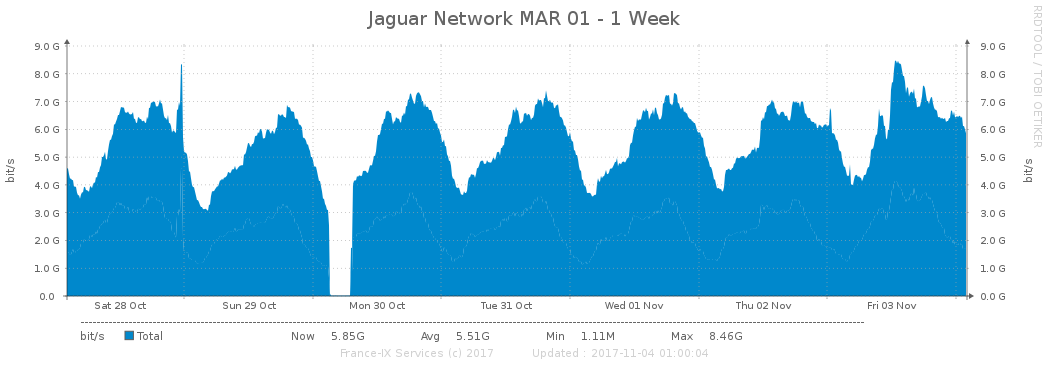 Jaguar Network MAR 01 - 1 Week
RRDTOOL / TOBI OETIKER
bit/s
9.0 G
8.0 G
7.0 G
6.0 G
5.0 G
4.0 G
3.0 G
2.0 G
1.0 G
0.0
9.0 G
8.0 G
7.0 G
6.0 G
5.0 G
4.0 G
3.0 G
2.0 G
1.0 G
0.0 G
bit/s
Sat 28 Oct Sun 29 Oct Mon 30 Oct Tue 31 Oct Wed 01 Nov Thu 02 Nov Fri 03 Nov
bit/s Total Now 5.85G Avg 5.51G Min 1.11M Max 8.46G
France-IX Services (c) 2017 Updated : 2017-11-04 01:00:04